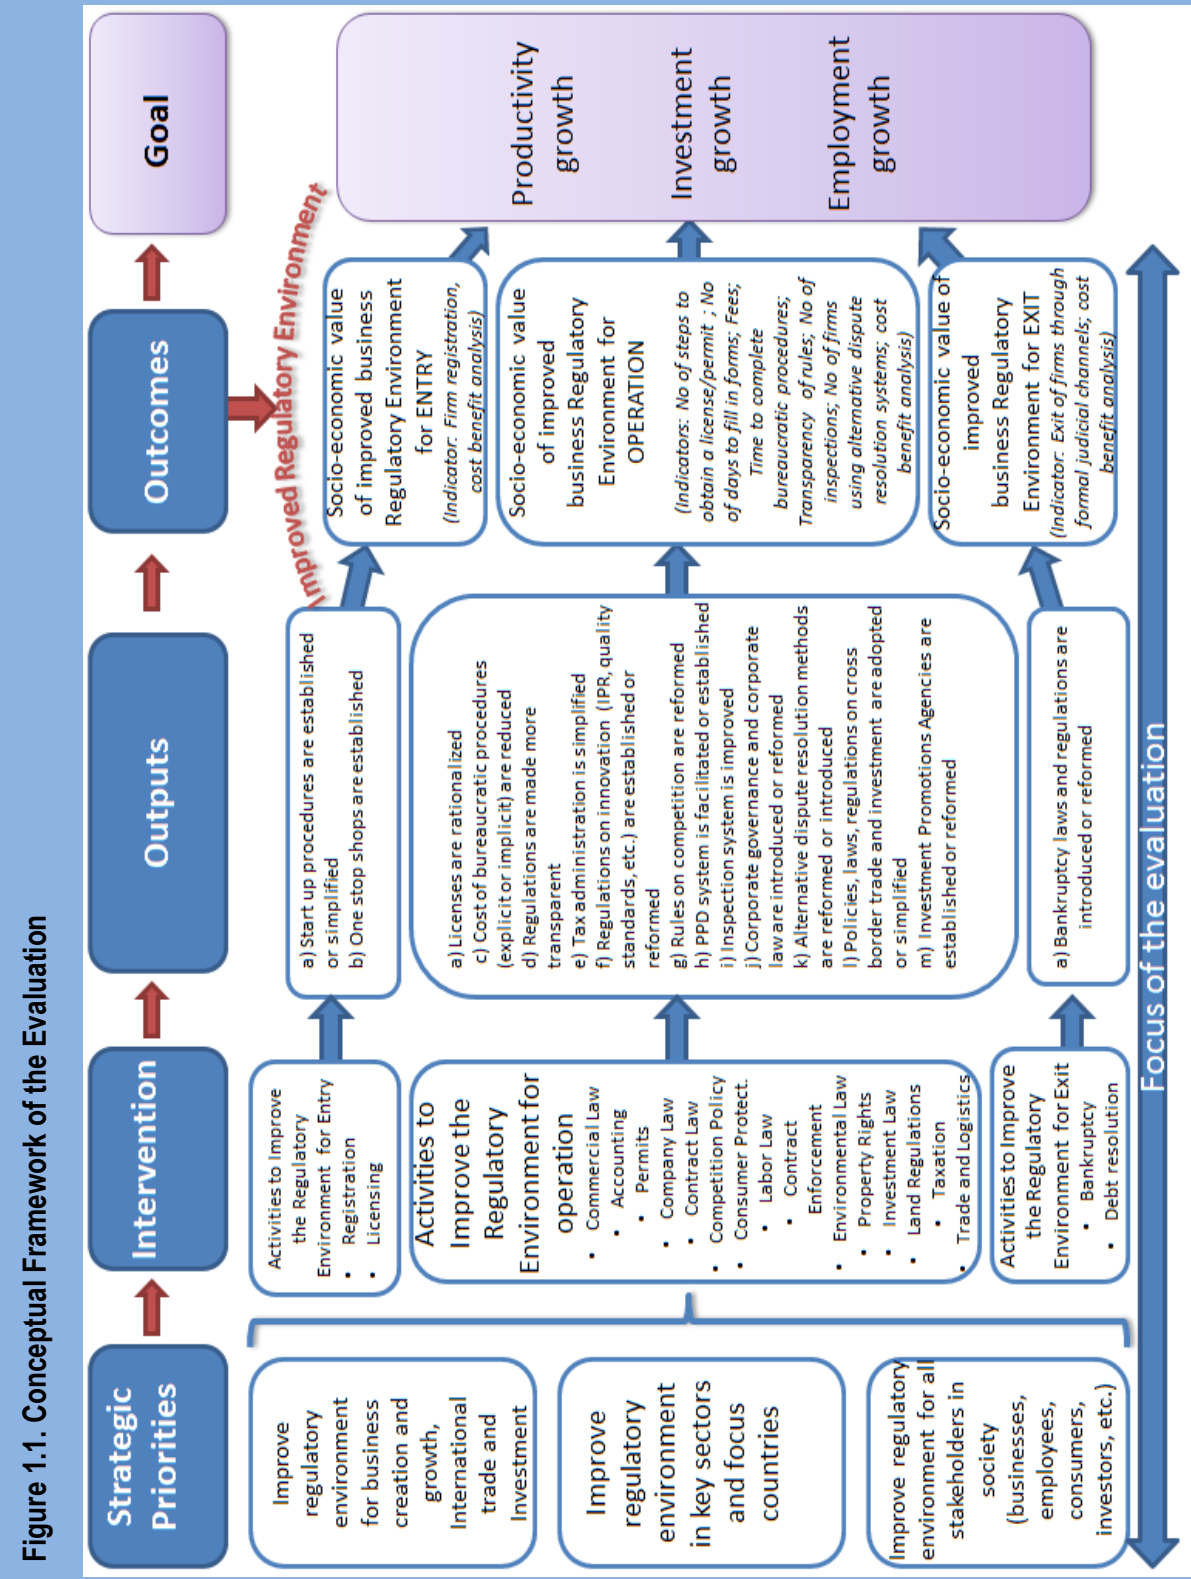 Figure 1.1. Conceptual Framework of the Evaluation
Strategic
Priorities
Intervention
Outputs
Outcomes
Goal
Improve
regulatory
environment
for business
creation and
growth,
International
trade and
Investment
Improve
regulatory
environment
in key sectors
and focus
countries
Improve regulatory
environment for all
stakeholders in
society
(businesses,
employees,
consumers,
investors, etc.)
Activities to Improve
the Regulatory
Environment for Entry
• Registration
• Licensing
Activities to
Improve the
Regulatory
Environment for
operation
• Commercial Law
• Accounting
• Permits
• Company Law
• Contract Law
• Competition Policy
• Consumer Protect.
• Labor Law
• Contract
Enforcement
• Environmental Law
• Property Rights
• Investment Law
• Land Regulations
• Taxation
• Trade and Logistics
Activities to Improve
the Regulatory
Environment for Exit
• Bankruptcy
• Debt resolution
a) Start up procedures are established
or simplified
b) One stop shops are established
a) Licenses are rationalized
c) Cost of bureaucratic procedures
(explicit or implicit) are reduced
d) Regulations are made more
transparent
e) Tax administration is simplified
f) Regulations on innovation (IPR, quality
standards, etc.) are established or
reformed
g) Rules on competition are reformed
h) PPD system is facilitated or established
i) Inspection system is improved
j) Corporate governance and corporate
law are introduced or reformed
k) Alternative dispute resolution methods
are reformed or introduced
l) Policies, laws, regulations on cross
border trade and investment are adopted
or simplified
m) Investment Promotions Agencies are
established or reformed
a) Bankruptcy laws and regulations are
introduced or reformed
Improved Regulatory Environment
Socio-economic value
of improved business
Regulatory Environment
for ENTRY
(Indicator: Firm registration,
cost benefit analysis)
Socio-economic value
of improved
business Regulatory
Environment for
OPERATION
(Indicators: No of steps to
obtain a license/permit ; No
of days to fill in forms; Fees;
Time to complete
bureaucratic procedures;
Transparency of rules; No of
inspections; No of firms
using alternative dispute
resolution systems; cost
benefit analysis)
Socio-economic value of
improved
business Regulatory
Environment for EXIT
(Indicator: Exit of firms through
formal judicial channels; cost
benefit analysis)
Productivity
growth
Investment
growth
Employment
growth
Focus of the evaluation